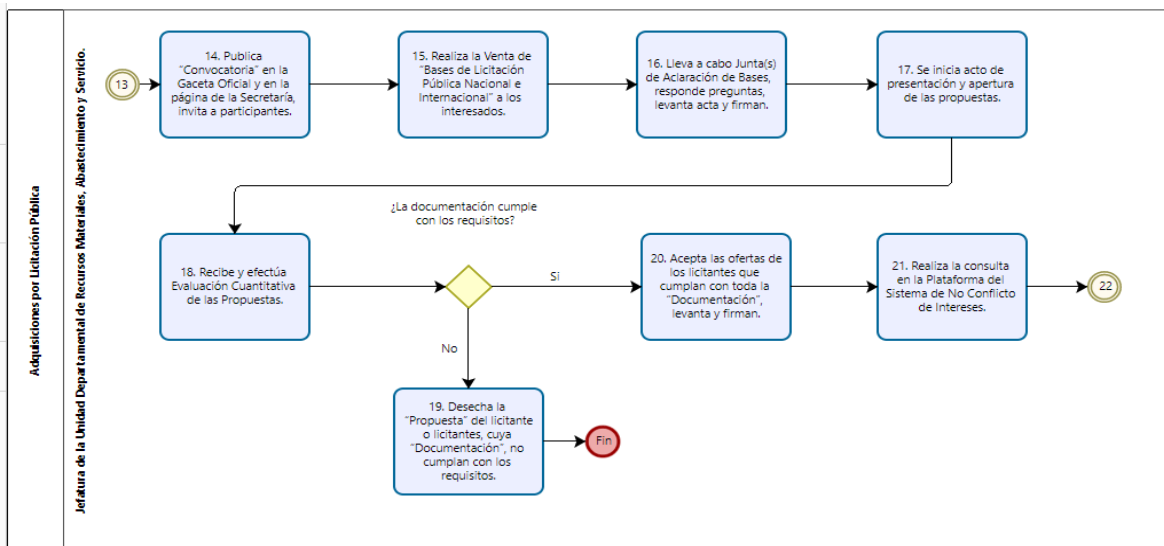 Adquisiciones por Licitación Pública
Jefatura de la Unidad Departamental de Recursos Materiales, Abastecimiento y Servicio.
13
14. Publica
“Convocatoria” en la
Gaceta Oficial y en la
página de la Secretaría,
invita a participantes.
15. Realiza la Venta de
“Bases de Licitación
Pública Nacional e
Internacional” a los
interesados.
16. Lleva a cabo Junta(s)
de Aclaración de Bases,
responde preguntas,
levanta acta y firman.
17. Se inicia acto de
presentación y apertura
de las propuestas.
18. Recibe y efectúa
Evaluación Cuantitativa
de las Propuestas.
¿La documentación cumple
con los requisitos?
Si
No
19. Desecha la
“Propuesta” del licitante
o licitantes, cuya
“Documentación”, no
cumplan con los
requisitos.
Fin
20. Acepta las ofertas de
los licitantes que
cumplan con toda la
“Documentación”,
levanta y firman.
21. Realiza la consulta
en la Plataforma del
Sistema de No Conflicto
de Intereses.
22